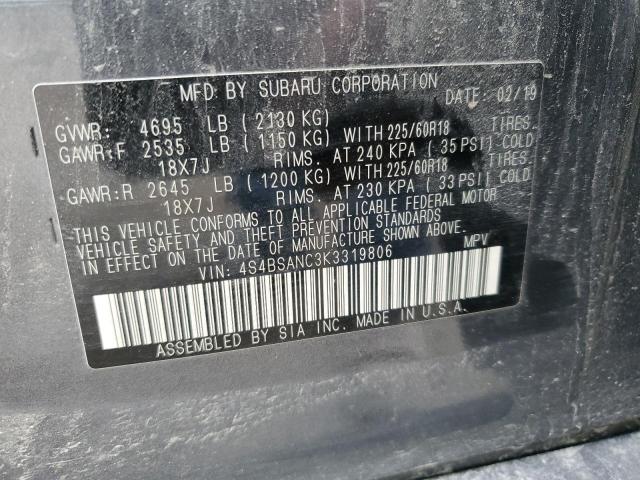 MFD BY SUBARU CORPORATION DATE: 02/19
GVWR: 4695 LB (2130 KG)
GAWR:F 2535 LB (1150 KG) WITH 225/60R18 TIRES.
18X7J RIMS. AT 240 KPA (35 PSI) COLD
GAWR:R 2645 LB (1200 KG) WITH 225/60R18 TIRES.
18X7J RIMS. AT 230 KPA (33 PSI) COLD
THIS VEHICLE CONFORMS TO ALL APPLICABLE FEDERAL MOTOR
VEHICLE SAFETY AND THEFT PREVENTION STANDARDS
IN EFFECT ON THE DATE OF MANUFACTURE SHOWN ABOVE.
VIN: 4S4BSANC3K3319806 MPV
ASSEMBLED BY SIA INC. MADE IN U.S.A.